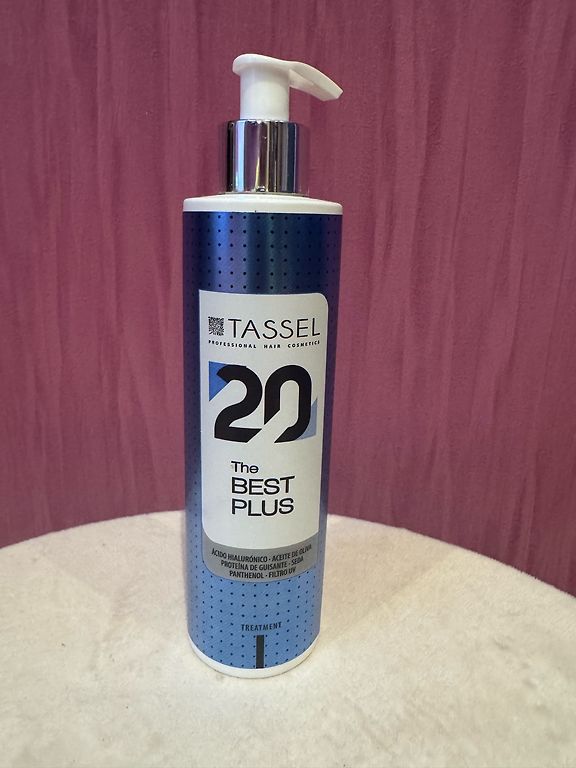 TASSEL
PROFESSIONAL HAIR COSMETICS
20
The
BEST
PLUS
ÁCIDO HIALURÓNICO - ACEITE DE OLIVA
PROTEÍNA DE GUISANTE - SEDA
PANTHENOL - FILTRO UV
TREATMENT